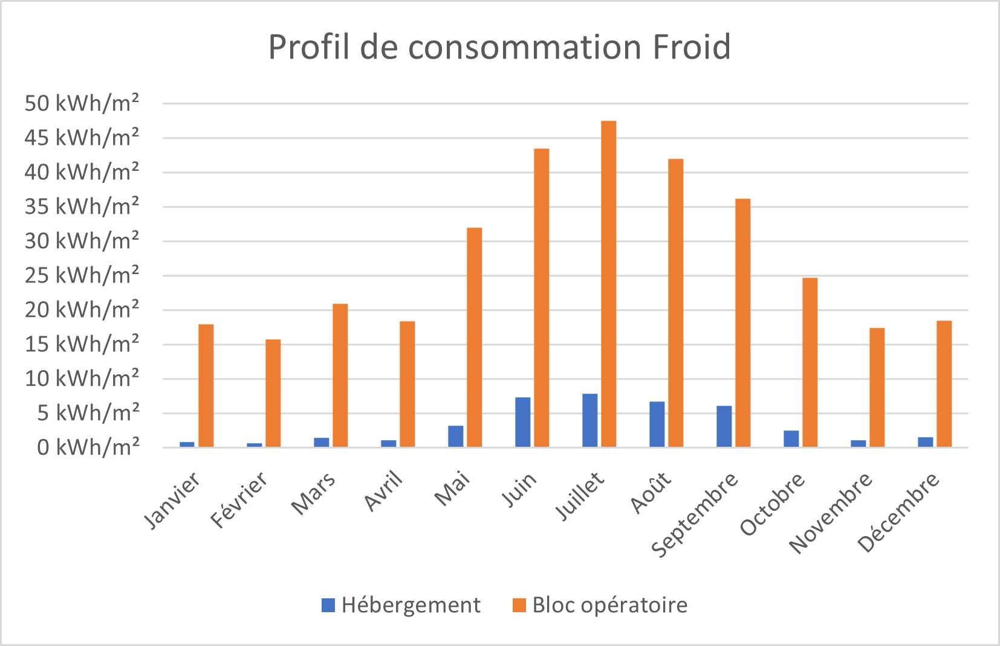 Profil de consommation Froid
50 kWh/m²
45 kWh/m²
40 kWh/m²
35 kWh/m²
30 kWh/m²
25 kWh/m²
20 kWh/m²
15 kWh/m²
10 kWh/m²
5 kWh/m²
0 kWh/m²
Janvier
Février
Mars
Avril
Mai
Juin
Juillet
Août
Septembre
Octobre
Novembre
Décembre
Hébergement
Bloc opératoire